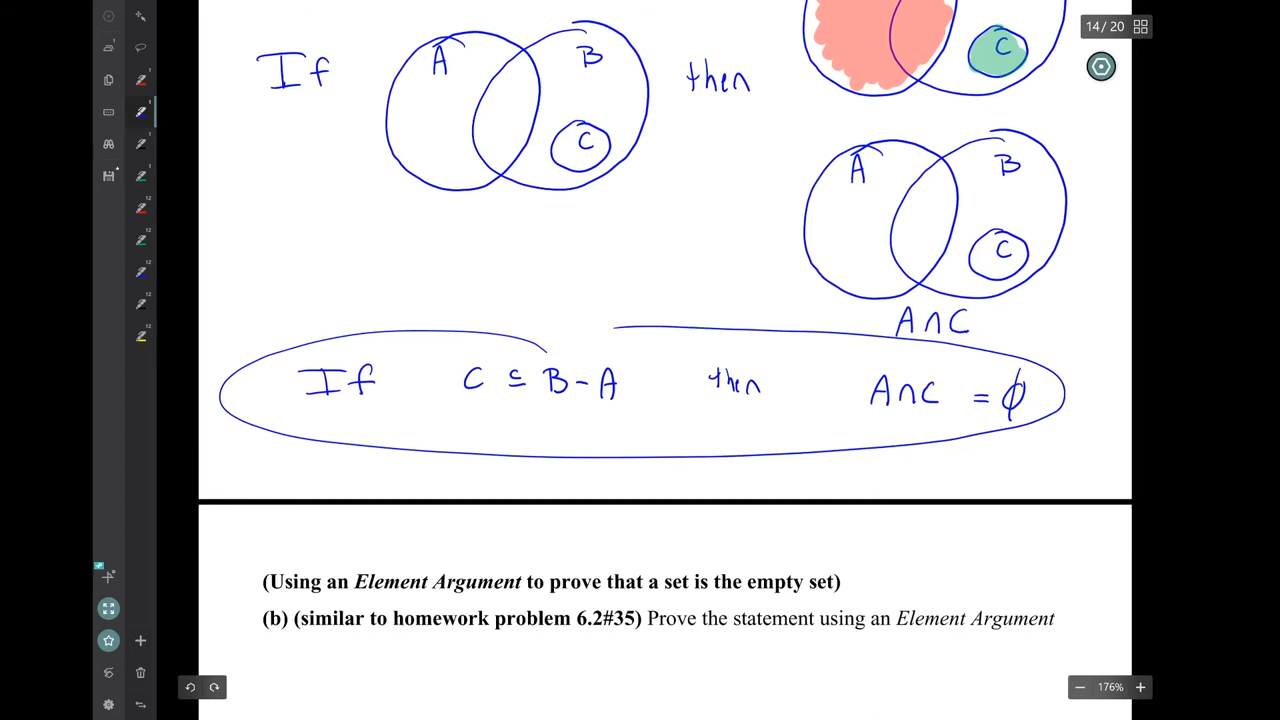 14 / 20
C
If
A
B
C
then
A
B
C
A ∩ C
If C ⊆ B - A then A ∩ C = ∅
(Using an Element Argument to prove that a set is the empty set)
(b) (similar to homework problem 6.2#35) Prove the statement using an Element Argument
176%